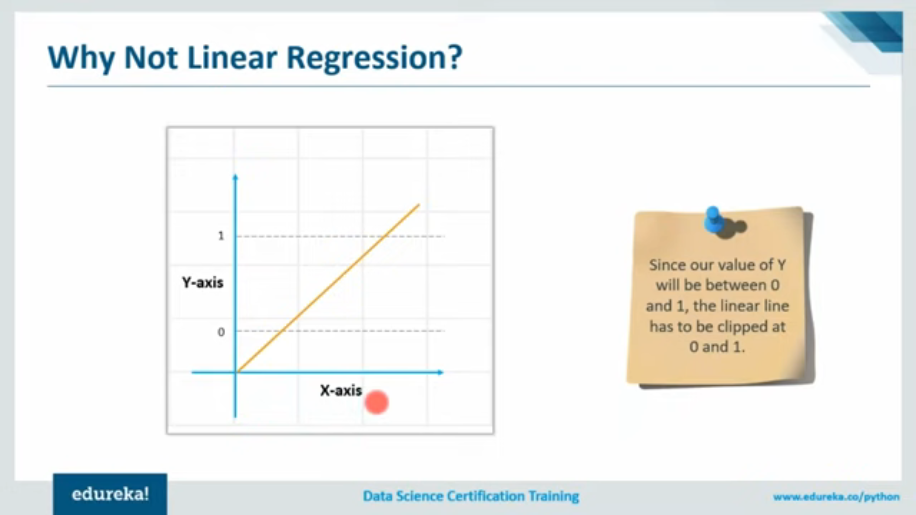 Why Not Linear Regression?
1
Y-axis
0
X-axis
Since our value of Y
will be between 0
and 1, the linear line
has to be clipped at
0 and 1.
edureka!
Data Science Certification Training
www.edureka.co/python